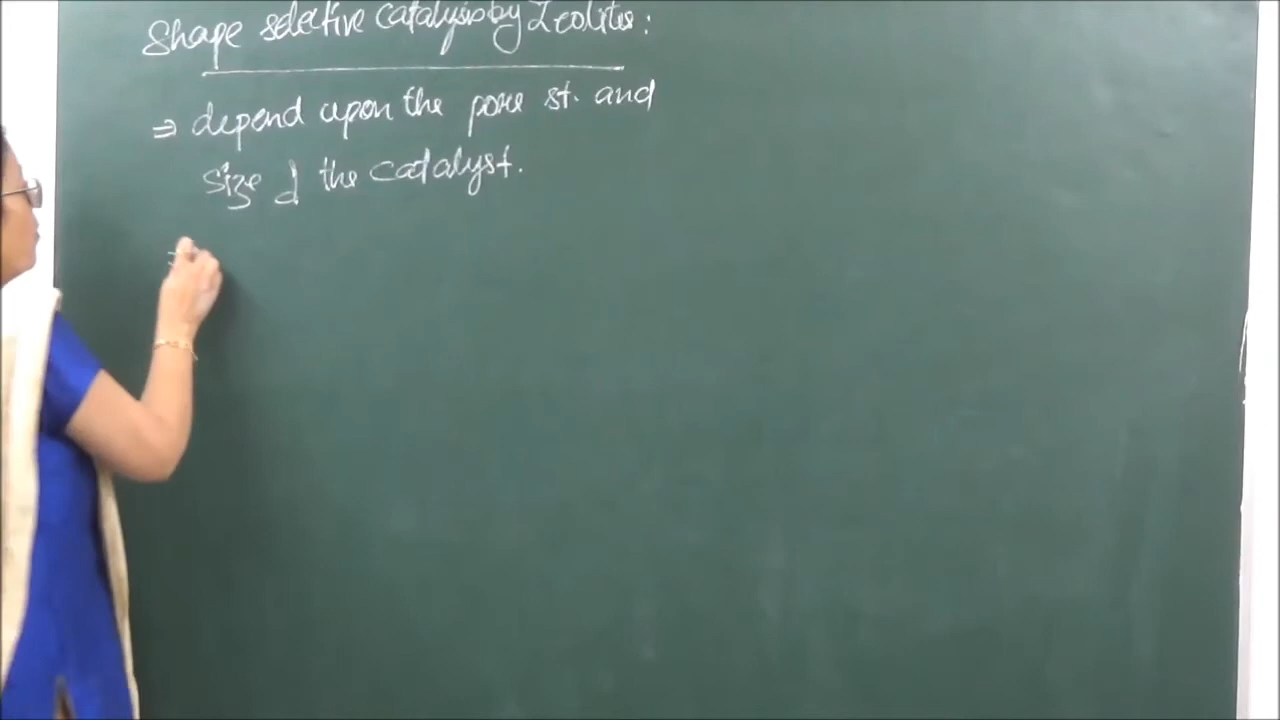 Shape selective Catalysis by Zeolites:
⇒ depend upon the pore st. and
size of the catalyst.